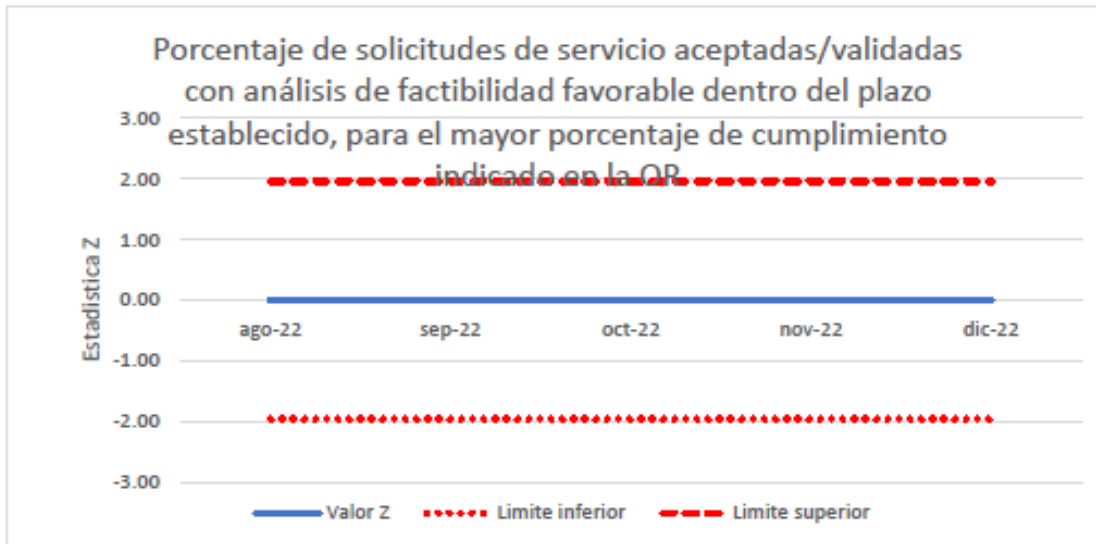 Porcentaje de solicitudes de servicio aceptadas/validadas
con análisis de factibilidad favorable dentro del plazo
establecido, para el mayor porcentaje de cumplimiento
indicado en la OR
3.00
2.00
1.00
0.00
-1.00
-2.00
-3.00
Estadistica Z
ago-22 sep-22 oct-22 nov-22 dic-22
Valor Z Limite inferior Limite superior